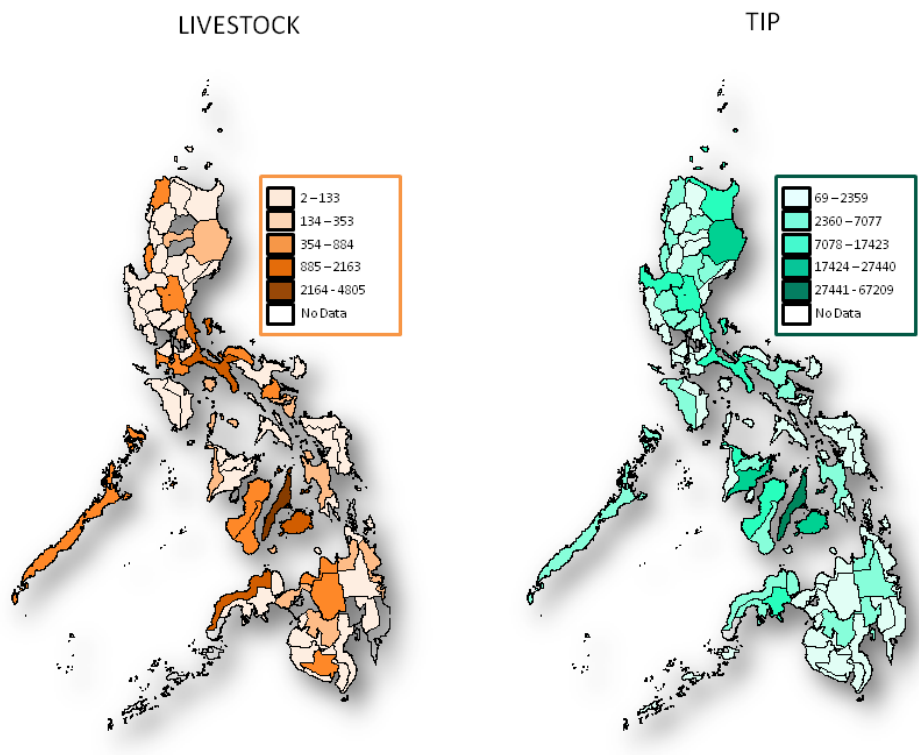 LIVESTOCK
TIP
2 – 133
134 – 353
354 – 884
885 – 2163
2164 - 4805
No Data
69 – 2359
2360 – 7077
7078 – 17423
17424 – 27440
27441 – 67209
No Data